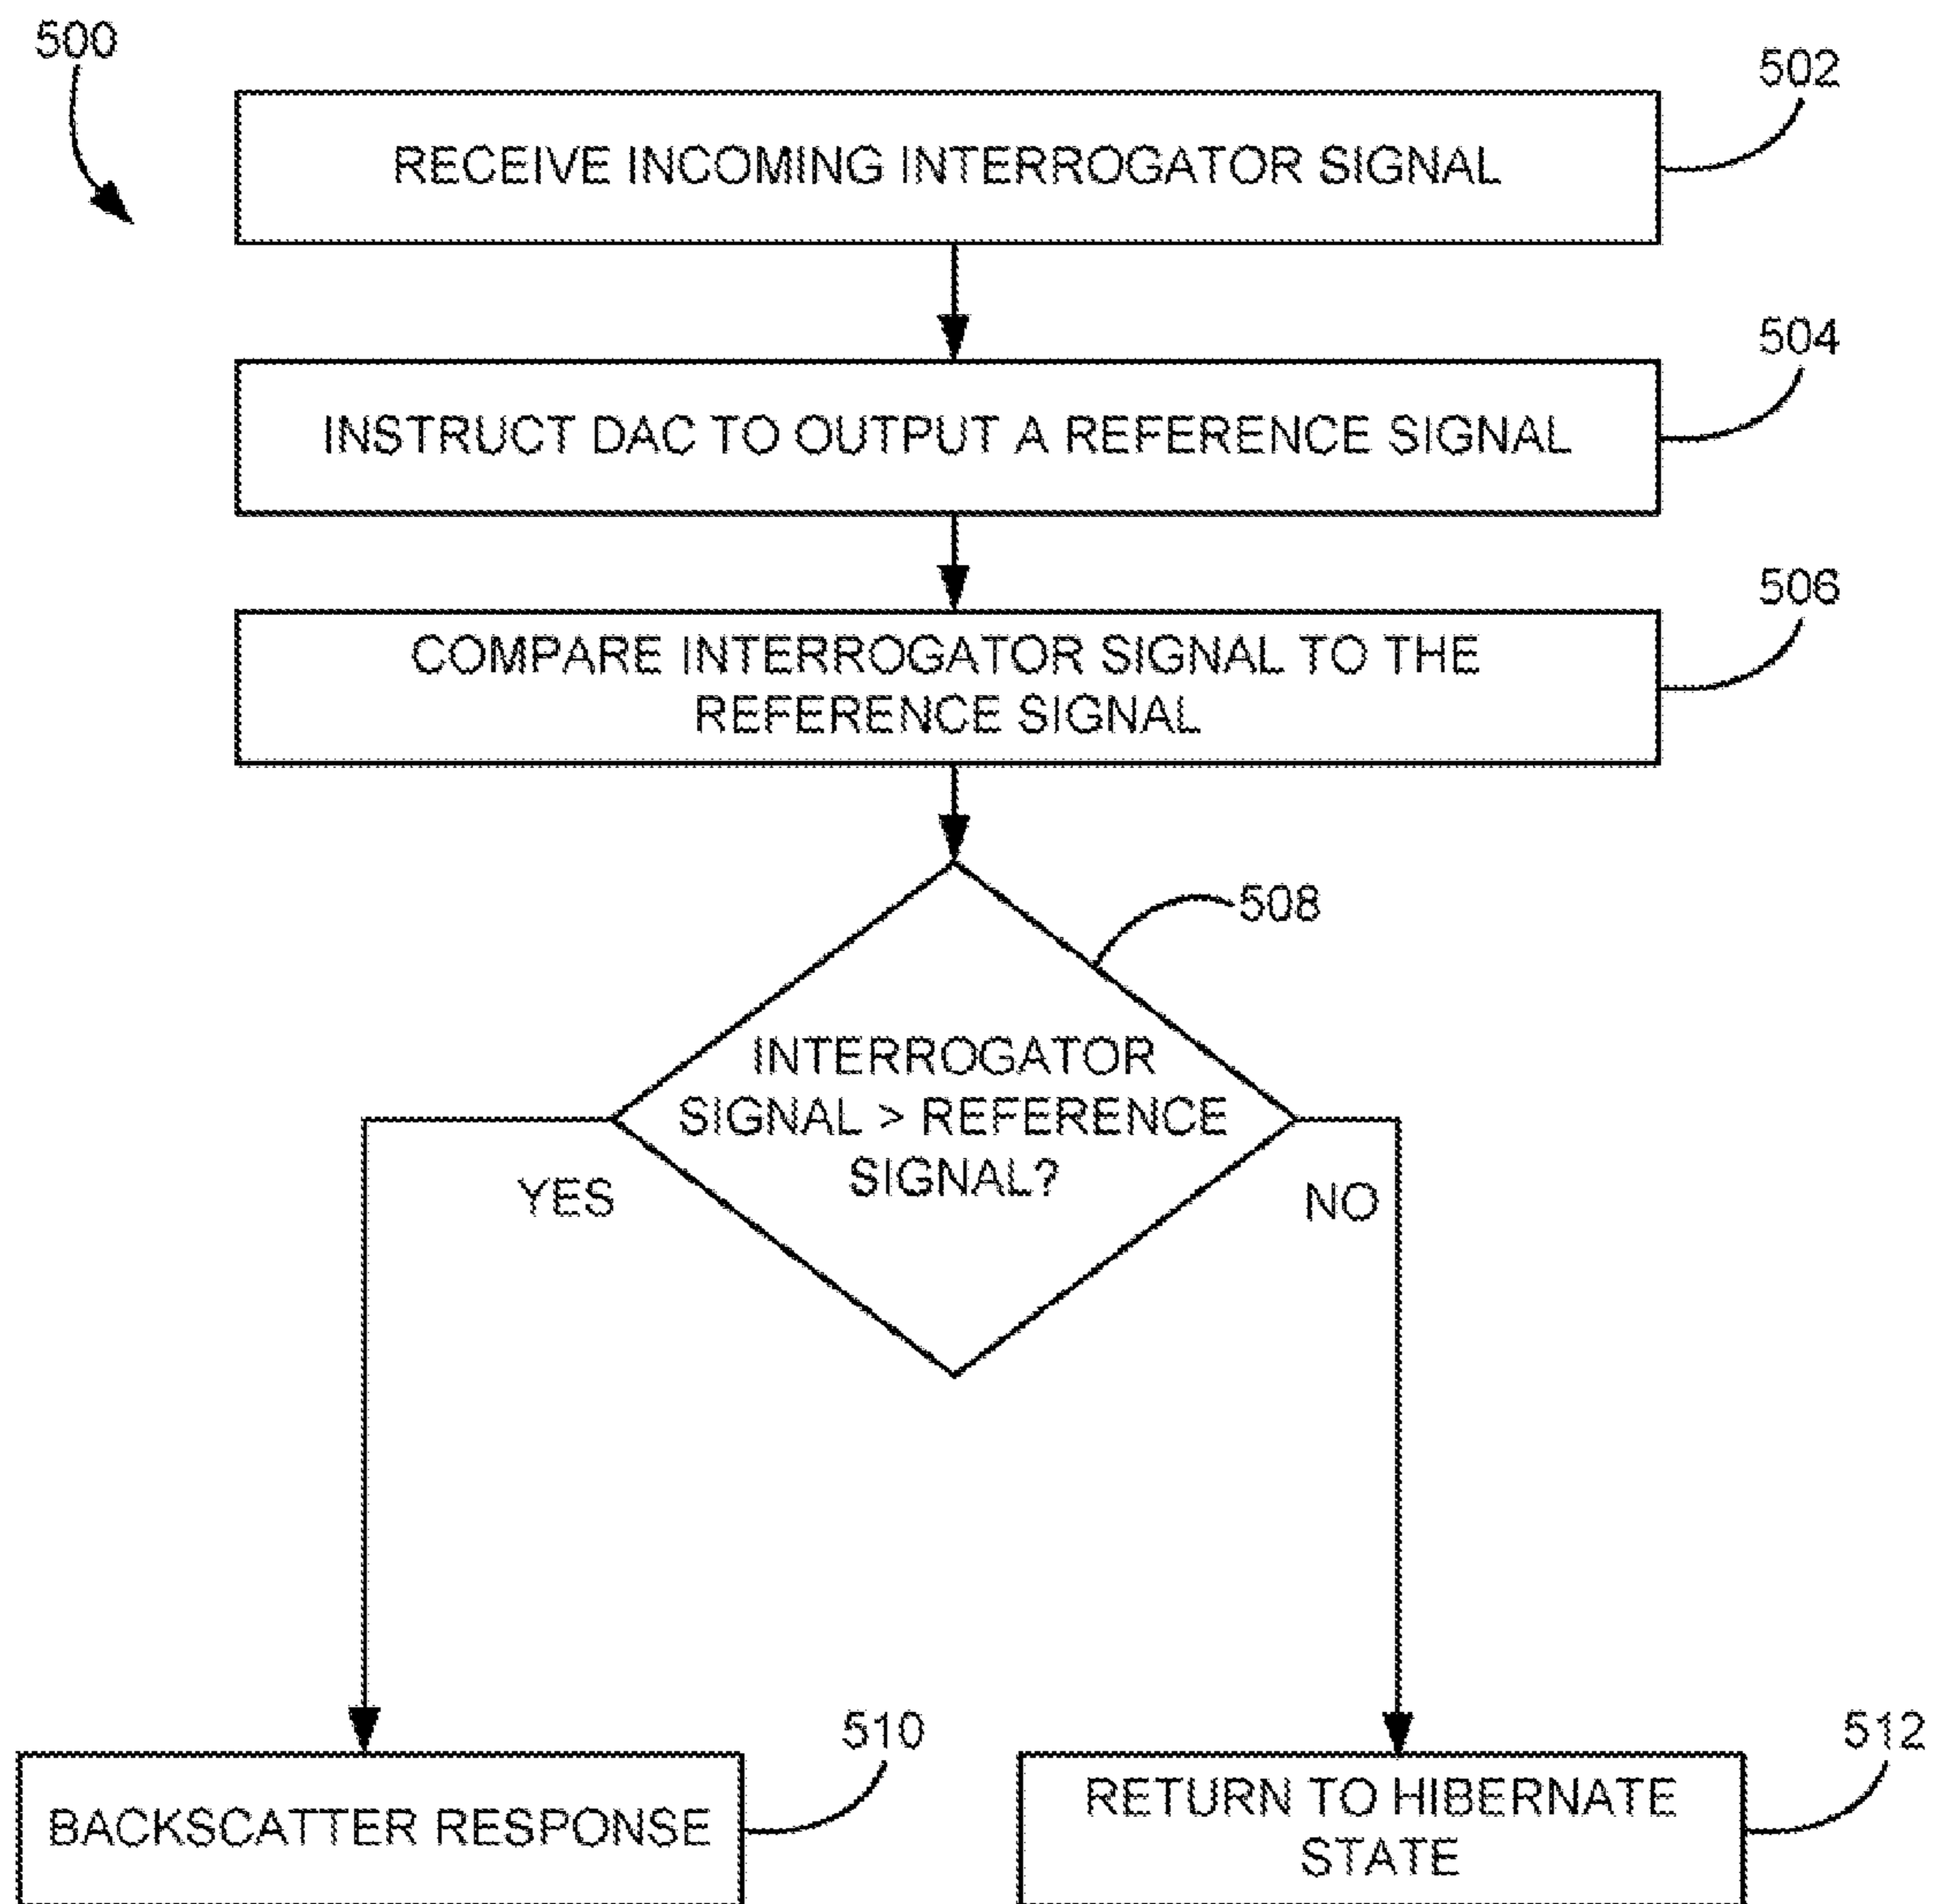 500
502
RECEIVE INCOMING INTERROGATOR SIGNAL
504
INSTRUCT DAC TO OUTPUT A REFERENCE SIGNAL
506
COMPARE INTERROGATOR SIGNAL TO THE
REFERENCE SIGNAL
508
INTERROGATOR
SIGNAL > REFERENCE
SIGNAL?
YES
NO
510
BACKSCATTER RESPONSE
512
RETURN TO HIBERNATE
STATE